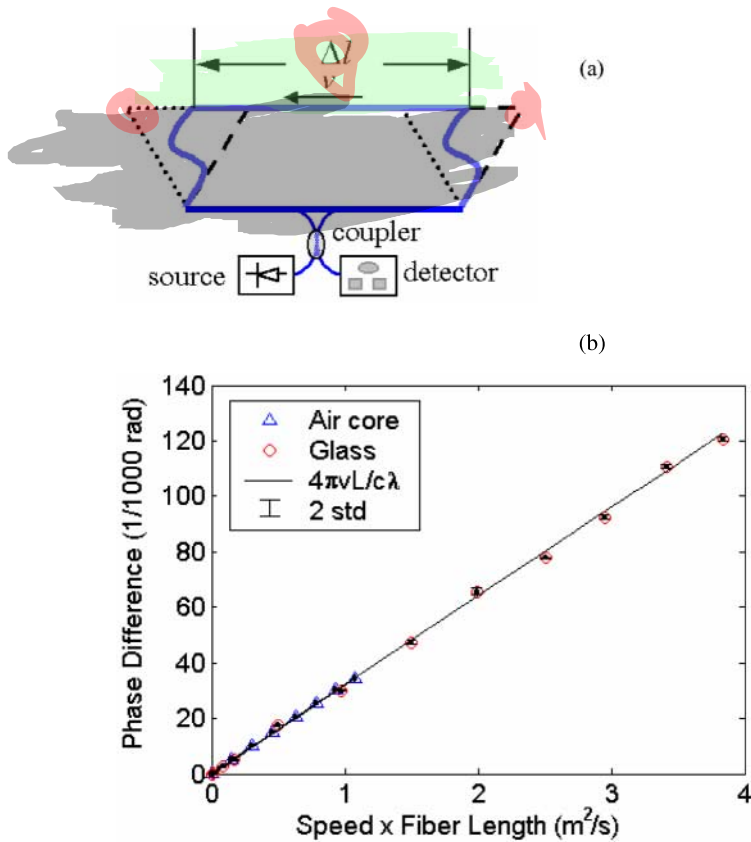 Δl
(a)
v
coupler
source
detector
(b)
140
120
100
80
60
40
20
0
Air core
Glass
4πvL/cλ
2 std
Phase Difference (1/1000 rad)
0 1 2 3 4
Speed x Fiber Length (m²/s)